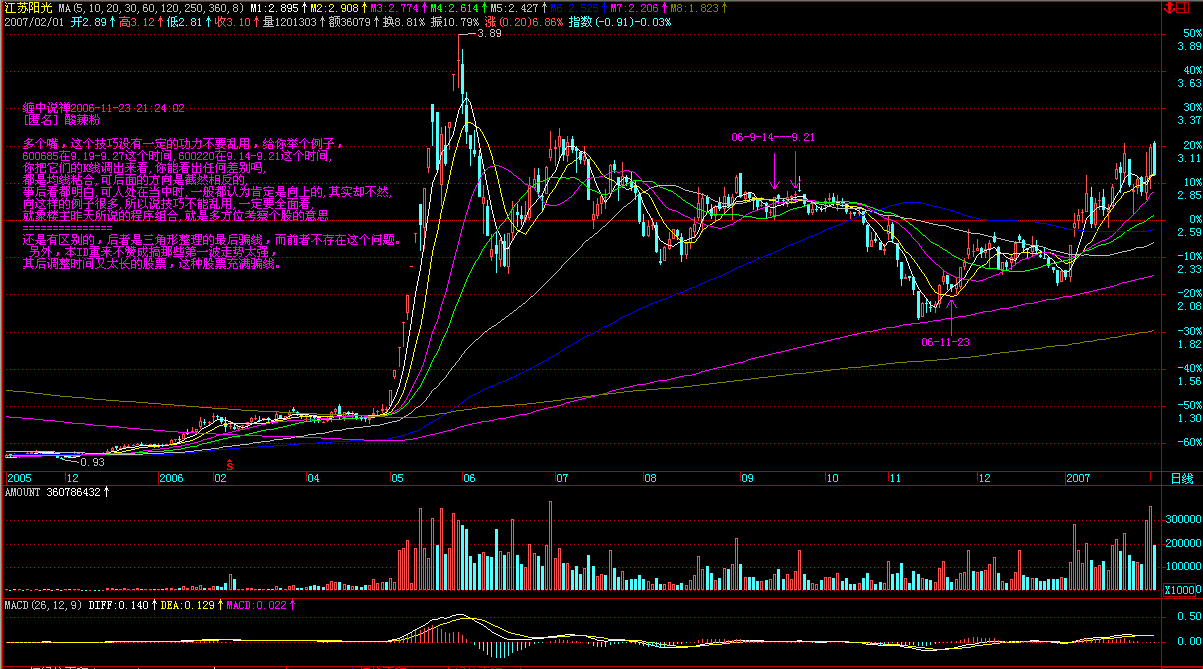 江苏阳光 MA(5,10,20,30,60,120,250,360,8) M1:2.895↑M2:2.908↑M3:2.774↑M4:2.614↑M5:2.427↑M6:2.525↑M7:2.206↑M8:1.823↑
2007/02/01 开2.89↑高3.12↑低2.81↑收3.10↑量1201303↑额36079↑换8.81% 振10.79% 涨(0.20)6.86% 指数(-0.91)-0.03%
3.89
50%
3.89
40%
3.63
30%
3.37
20%
3.11
10%
2.85
0%
2.59
-10%
2.33
-20%
2.08
-30%
1.82
-40%
1.56
-50%
1.30
-60%
缠中说禅2006-11-23 21:24:02
[匿名] 酸辣粉
多个嘴，这个技巧没有一定的功力不要乱用，给你举个例子，
600685在9.19-9.27这个时间,600220在9.14-9.21这个时间,
你把它们的K线调出来看,你能看出任何差别吗,
都是均线粘合,可后面的方向是截然相反的,
事后看都明白,可人处在当中时,一般都认为肯定是向上的,其实却不然,
向这样的例子很多,所以说技巧不能乱用,一定要全面看,
就象楼主昨天所说的程序组合,就是多方位考察个股的意思
===============
还是有区别的，后者是三角形整理的最后骗线，而前者不存在这个问题。
另外，本ID重来不赞成搞那些第一波走势太强，
其后调整时间又太长的股票，这种股票充满骗线。
06-9-14---9.21
06-11-23
0.93
S
2005 12 2006 02 04 05 06 07 08 09 10 11 12 2007 日线
AMOUNT 360786432↑
300000
200000
100000
X10000
MACD(26,12,9) DIFF:0.140↑DEA:0.129↑MACD:0.022↑
0.50
0.00